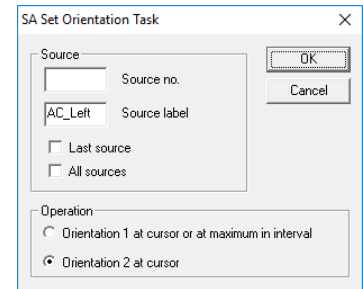 SA Set Orientation Task
Source
OK
Source no.
Cancel
AC_Left Source label
Last source
All sources
Operation
Orientation 1 at cursor or at maximum in interval
Orientation 2 at cursor